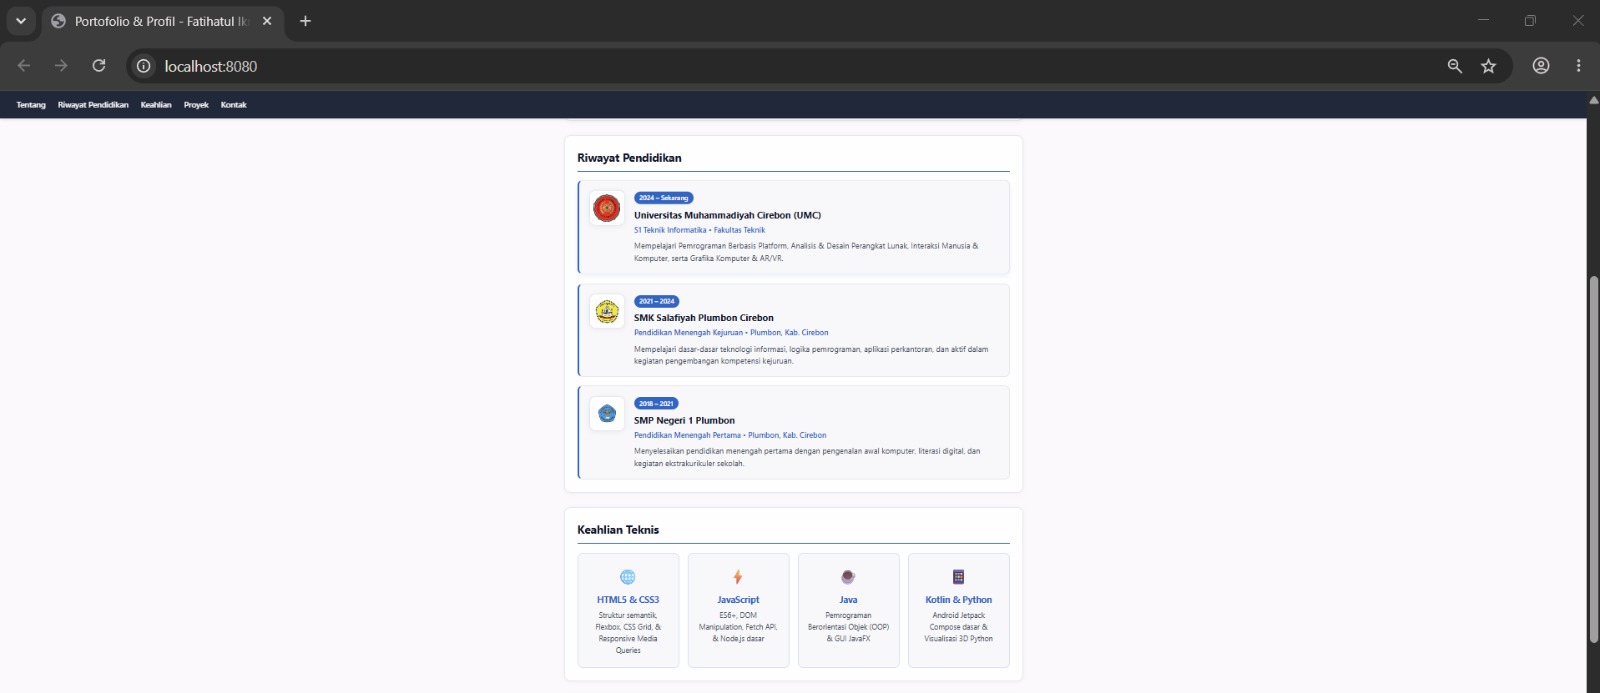 Portofolio & Profil - Fatihatul Ik
localhost:8080
Tentang Riwayat Pendidikan Keahlian Proyek Kontak
Riwayat Pendidikan
2024 – Sekarang
Universitas Muhammadiyah Cirebon (UMC)
S1 Teknik Informatika • Fakultas Teknik
Mempelajari Pemrograman Berbasis Platform, Analisis & Desain Perangkat Lunak, Interaksi Manusia &
Komputer, serta Grafika Komputer & AR/VR.
2021 – 2024
SMK Salafiyah Plumbon Cirebon
Pendidikan Menengah Kejuruan • Plumbon, Kab. Cirebon
Mempelajari dasar-dasar teknologi informasi, logika pemrograman, aplikasi perkantoran, dan aktif dalam
kegiatan pengembangan kompetensi kejuruan.
2018 – 2021
SMP Negeri 1 Plumbon
Pendidikan Menengah Pertama • Plumbon, Kab. Cirebon
Menyelesaikan pendidikan menengah pertama dengan pengenalan awal komputer, literasi digital, dan
kegiatan ekstrakurikuler sekolah.
Keahlian Teknis
HTML5 & CSS3
Struktur semantik,
Flexbox, CSS Grid, &
Responsive Media
Queries
JavaScript
ES6+, DOM
Manipulation, Fetch API,
& Node.js dasar
Java
Pemrograman
Berorientasi Objek (OOP)
& GUI JavaFX
Kotlin & Python
Android Jetpack
Compose dasar &
Visualisasi 3D Python